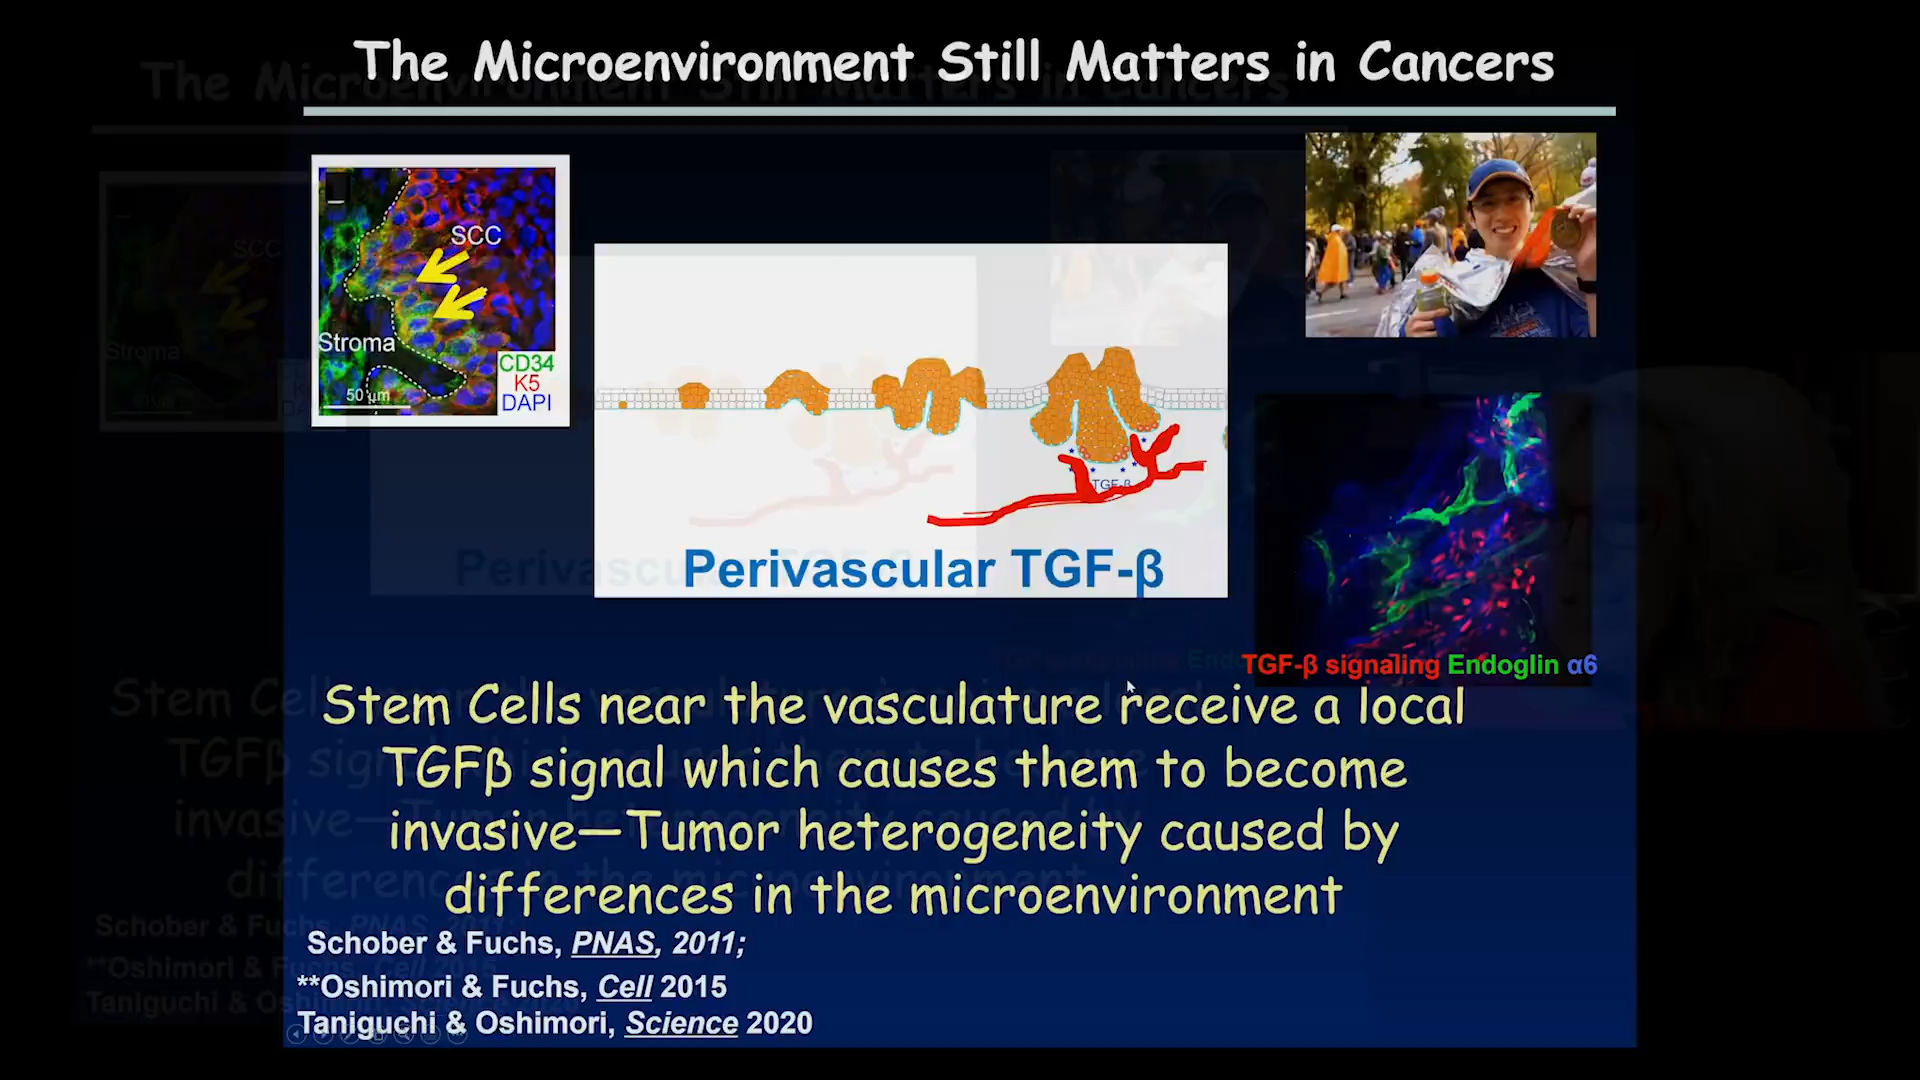 The Microenvironment Still Matters in Cancers
SCC
Stroma
50 μm
CD34
K5
DAPI
TGF-β
Perivascular TGF-β
TGF-β signaling Endoglin α6
Stem Cells near the vasculature receive a local
TGFβ signal which causes them to become
invasive—Tumor heterogeneity caused by
differences in the microenvironment
Schober & Fuchs, PNAS, 2011;
**Oshimori & Fuchs, Cell 2015
Taniguchi & Oshimori, Science 2020